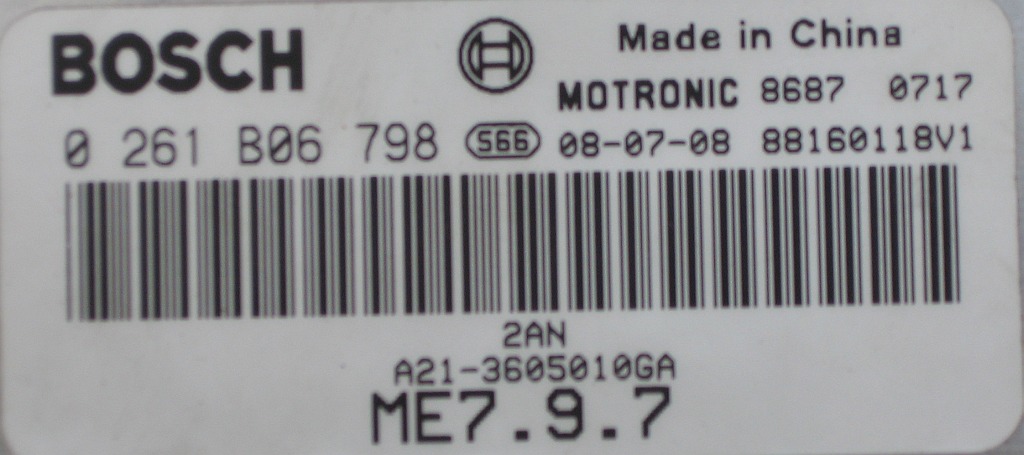 BOSCH
Made in China
MOTRONIC 8687 0717
0 261 B06 798 566 08-07-08 88160118V1
2AN
A21-3605010GA
ME7.9.7